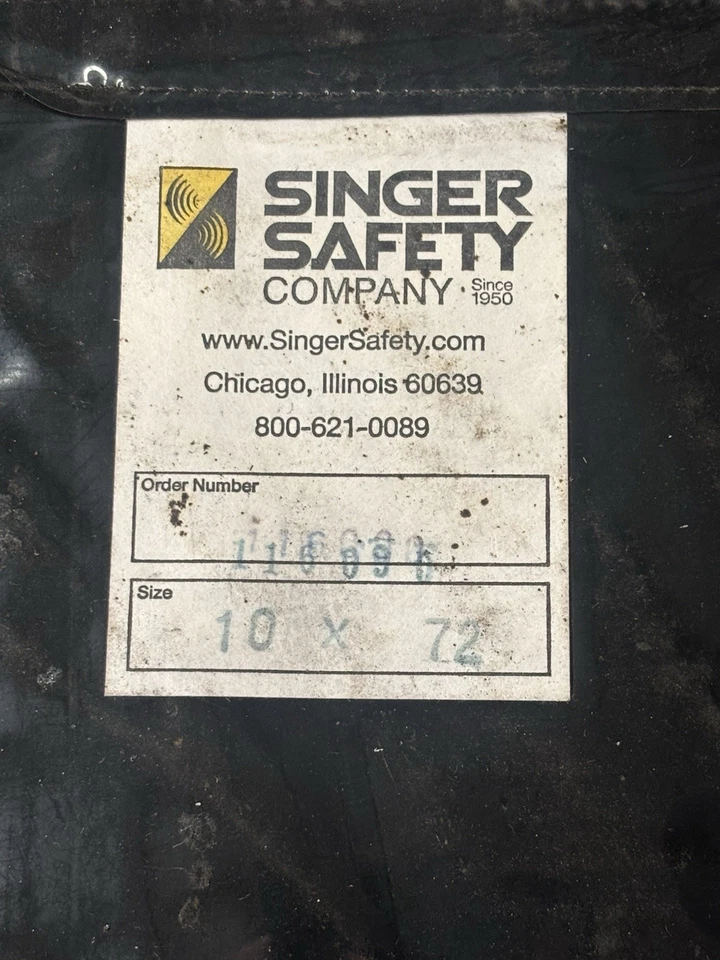 SINGER
SAFETY
COMPANY Since 1950
www.SingerSafety.com
Chicago, Illinois 60639
800-621-0089
Order Number
Size
10 x 72